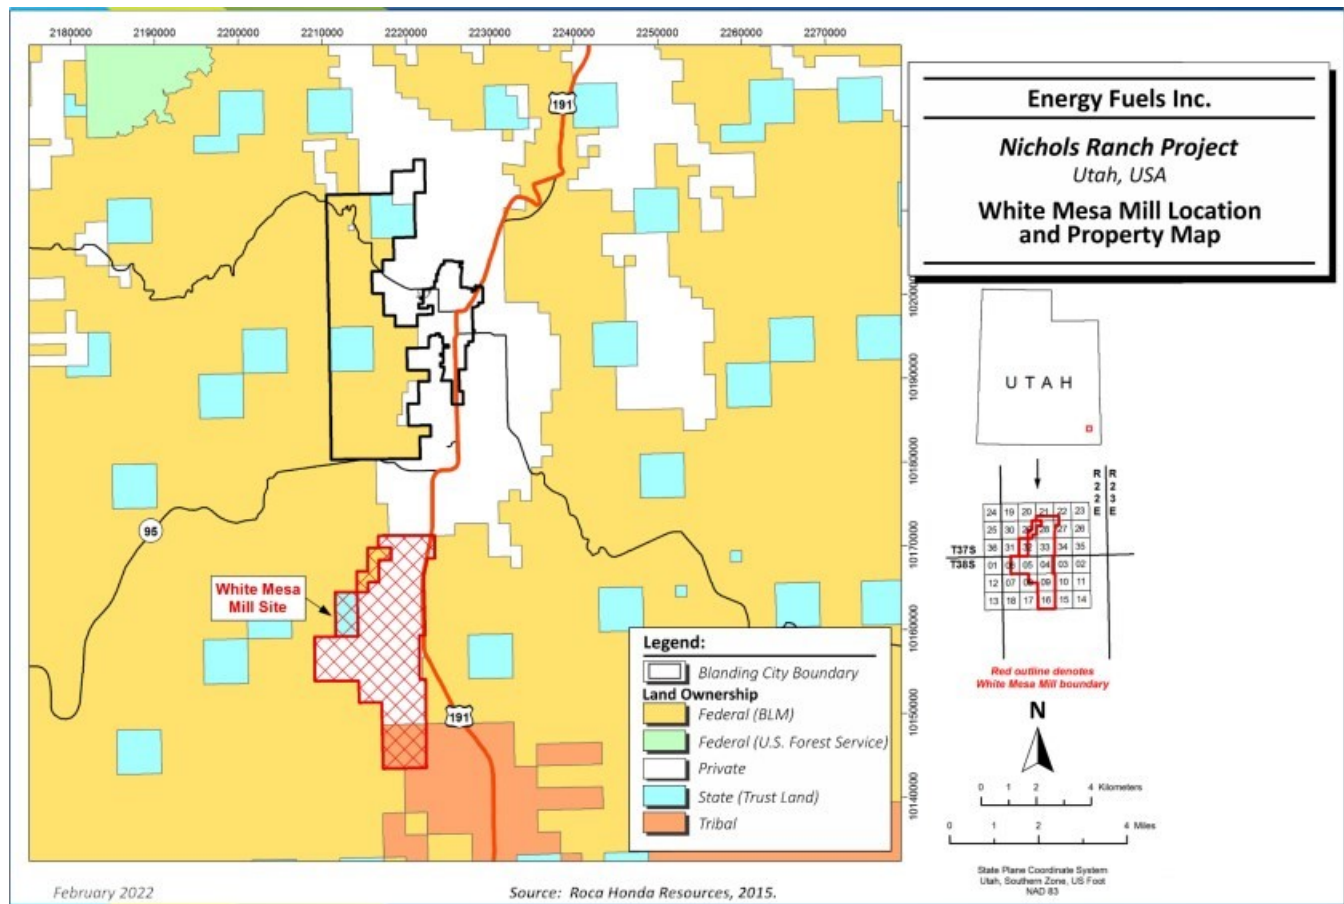 2180000 2190000 2200000 2210000 2220000 2230000 2240000 2250000 2260000 2270000
Energy Fuels Inc.
Nichols Ranch Project
Utah, USA
White Mesa Mill Location
and Property Map
191
10200000
10190000
10180000
10170000
10160000
10150000
10140000
95
White Mesa
Mill Site
191
Legend:
Blanding City Boundary
Land Ownership
Federal (BLM)
Federal (U.S. Forest Service)
Private
State (Trust Land)
Tribal
UTAH
R22E R23E
24 19 20 21 22 23
25 30 29 28 27 26
36 31 32 33 34 35
T37S
T38S
01 06 05 04 03 02
12 07 08 09 10 11
13 18 17 16 15 14
Red outline denotes
White Mesa Mill boundary
N
0 1 2 4 Kilometers
0 1 2 4 Miles
State Plane Coordinate System
Utah, Southern Zone, US Foot
NAD 83
February 2022
Source: Roca Honda Resources, 2015.